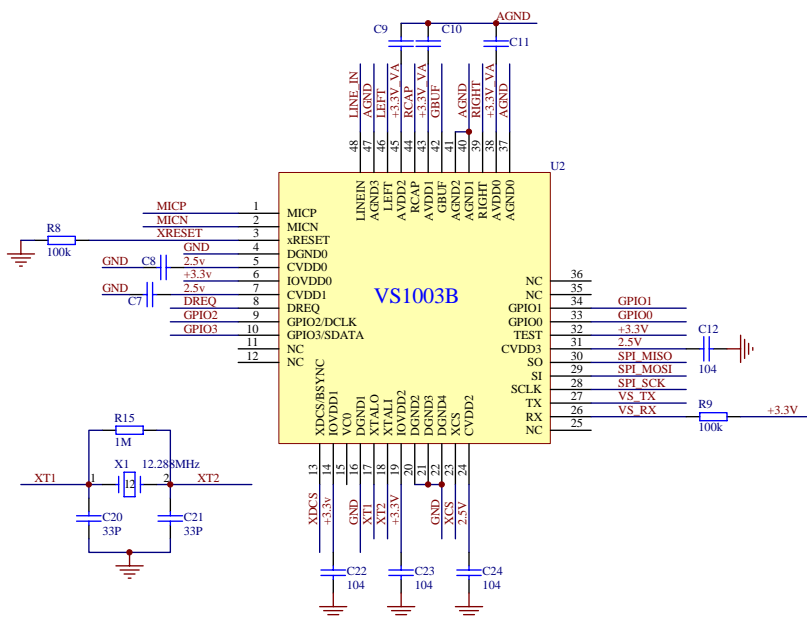 AGND
C9
C10
C11
LINE_IN
AGND
LEFT
+3.3V_VA
RCAP
+3.3V_VA
GBUF
AGND
RIGHT
+3.3V_VA
AGND
48
47
46
45
44
43
42
41
40
39
38
37
U2
LINEIN
AGND3
LEFT
AVDD2
RCAP
AVDD1
GBUF
AGND2
AGND1
RIGHT
AVDD0
AGND0
VS1003B
MICP 1 MICP
MICN 2 MICN
XRESET 3 xRESET
GND 4 DGND0
GND C8 2.5v 5 CVDD0
+3.3v 6 IOVDD0
GND C7 2.5v 7 CVDD1
DREQ 8 DREQ
GPIO2 9 GPIO2/DCLK
GPIO3 10 GPIO3/SDATA
11 NC
12 NC
R8
100k
NC 36
NC 35
GPIO1 34 GPIO1
GPIO0 33 GPIO0
TEST 32 +3.3V
CVDD3 31 2.5V
SO 30 SPI_MISO
SI 29 SPI_MOSI
SCLK 28 SPI_SCK
TX 27 VS_TX
RX 26 VS_RX
NC 25
C12
104
R9
100k
+3.3V
XDCS/BSYNC
IOVDD1
VC0
DGND1
XTALO
XTALI
IOVDD2
DGND2
DGND3
DGND4
XCS
CVDD2
13
14
15
16
17
18
19
20
21
22
23
24
XDCS
+3.3v
GND
XT1
XT2
+3.3V
GND
XCS
2.5V
C22
104
C23
104
C24
104
R15
1M
X1 12.288MHz
XT1 1 12 2 XT2
C20
33P
C21
33P